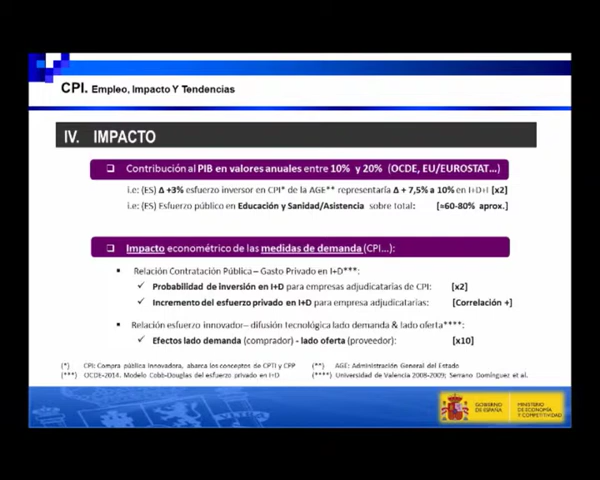 CPI. Empleo, Impacto Y Tendencias
IV. IMPACTO
Contribución al PIB en valores anuales entre 10% y 20% (OCDE, EU/EUROSTAT...)
i.e: (ES) Δ +3% esfuerzo inversor en CPI* de la AGE** representaría Δ + 7,5% a 10% en I+D+I [x2]
i.e: (ES) Esfuerzo público en Educación y Sanidad/Asistencia sobre total: [≈60-80% aprox.]
Impacto econométrico de las medidas de demanda (CPI...):
Relación Contratación Pública – Gasto Privado en I+D***:
Probabilidad de inversión en I+D para empresas adjudicatarias de CPI: [x2]
Incremento del esfuerzo privado en I+D para empresa adjudicatarias: [Correlación +]
Relación esfuerzo innovador– difusión tecnológica lado demanda & lado oferta****:
Efectos lado demanda (comprador) - lado oferta (proveedor): [x10]
(*) CPI: Compra pública Innovadora, abarca los conceptos de CPTI y CPP (**) AGE: Administración General del Estado
(***) OCDE-2014. Modelo Cobb-Douglas del esfuerzo privado en I+D (****) Universidad de Valencia 2008-2009; Serrano Domínguez et al.
GOBIERNO
DE ESPAÑA
MINISTERIO
DE ECONOMÍA
Y COMPETITIVIDAD